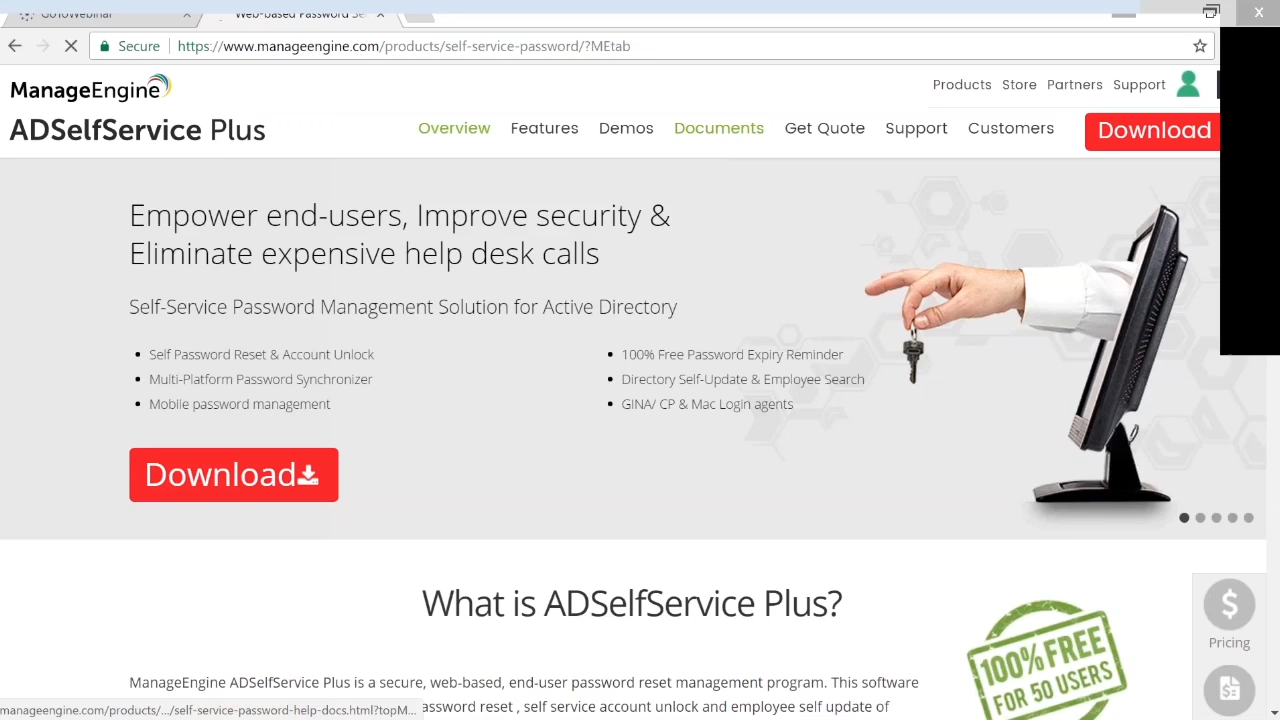 GoToWebinar
Web-based Password Se
Secure https://www.manageengine.com/products/self-service-password/?MEtab
ManageEngine
Products Store Partners Support
ADSelfService Plus
Overview Features Demos Documents Get Quote Support Customers Download
Empower end-users, Improve security &
Eliminate expensive help desk calls
Self-Service Password Management Solution for Active Directory
Self Password Reset & Account Unlock
Multi-Platform Password Synchronizer
Mobile password management
100% Free Password Expiry Reminder
Directory Self-Update & Employee Search
GINA/ CP & Mac Login agents
Download
What is ADSelfService Plus?
100% FREE
FOR 50 USERS
Pricing
ManageEngine ADSelfService Plus is a secure, web-based, end-user password reset management program. This software
assword reset , self service account unlock and employee self update of
manageengine.com/products/.../self-service-password-help-docs.html?topM...